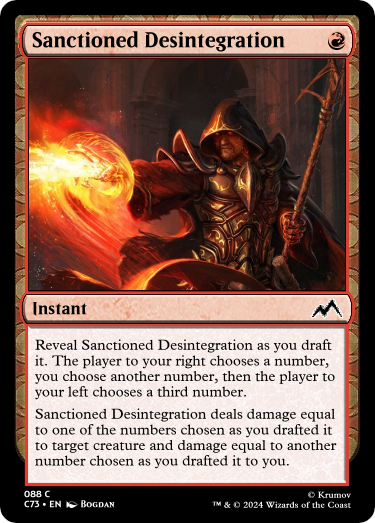 Sanctioned Desintegration
Instant
Reveal Sanctioned Desintegration as you draft
it. The player to your right chooses a number,
you choose another number, then the player to
your left chooses a third number.
Sanctioned Desintegration deals damage equal
to one of the numbers chosen as you drafted it
to target creature and damage equal to another
number chosen as you drafted it to you.
088 C
© Krumov
C73 • EN Bogdan
™ & © 2024 Wizards of the Coast